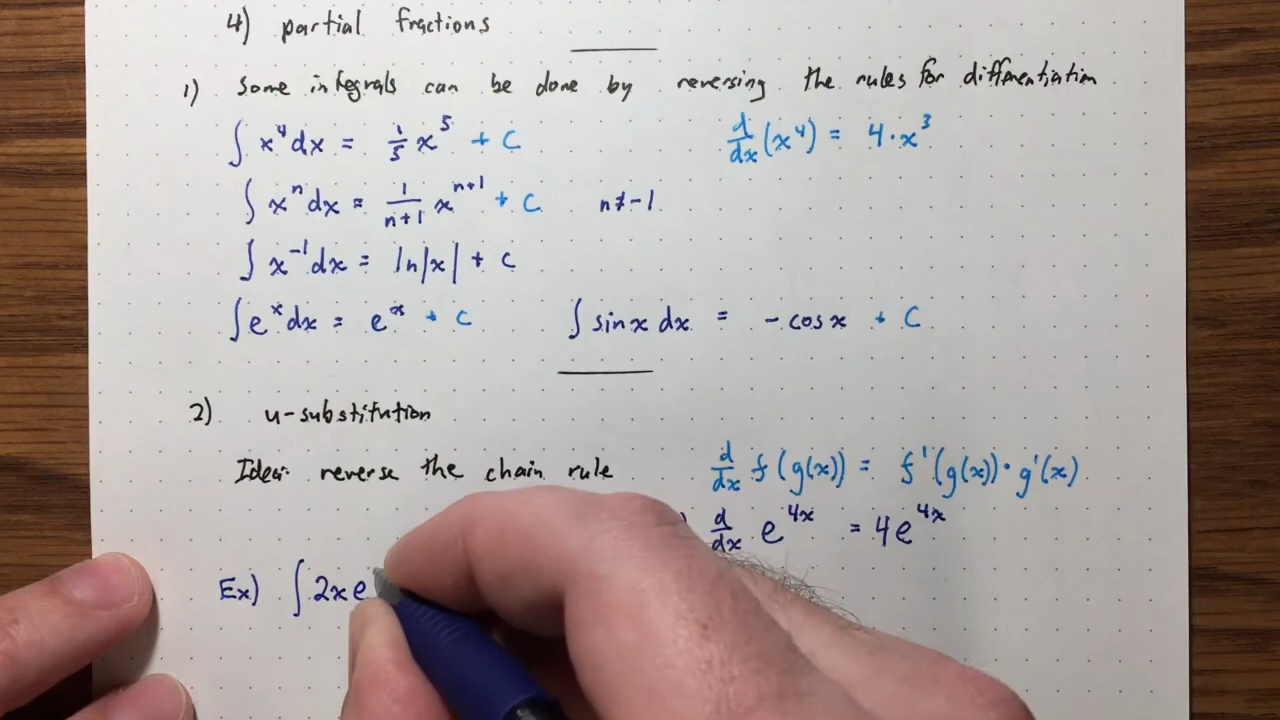 4) partial fractions
1) Some integrals can be done by reversing the rules for differentiation
∫ x⁴ dx = 1/5 x⁵ + C d/dx (x⁴) = 4 · x³
∫ xⁿ dx = 1/(n+1) xⁿ⁺¹ + C n ≠ -1
∫ x⁻¹ dx = ln|x| + C
∫ eˣ dx = eˣ + C ∫ sin x dx = - cos x + C
2) u-substitution
Idea: reverse the chain rule d/dx f(g(x)) = f'(g(x)) · g'(x)
d/dx e⁴ˣ = 4e⁴ˣ
Ex) ∫ 2x e